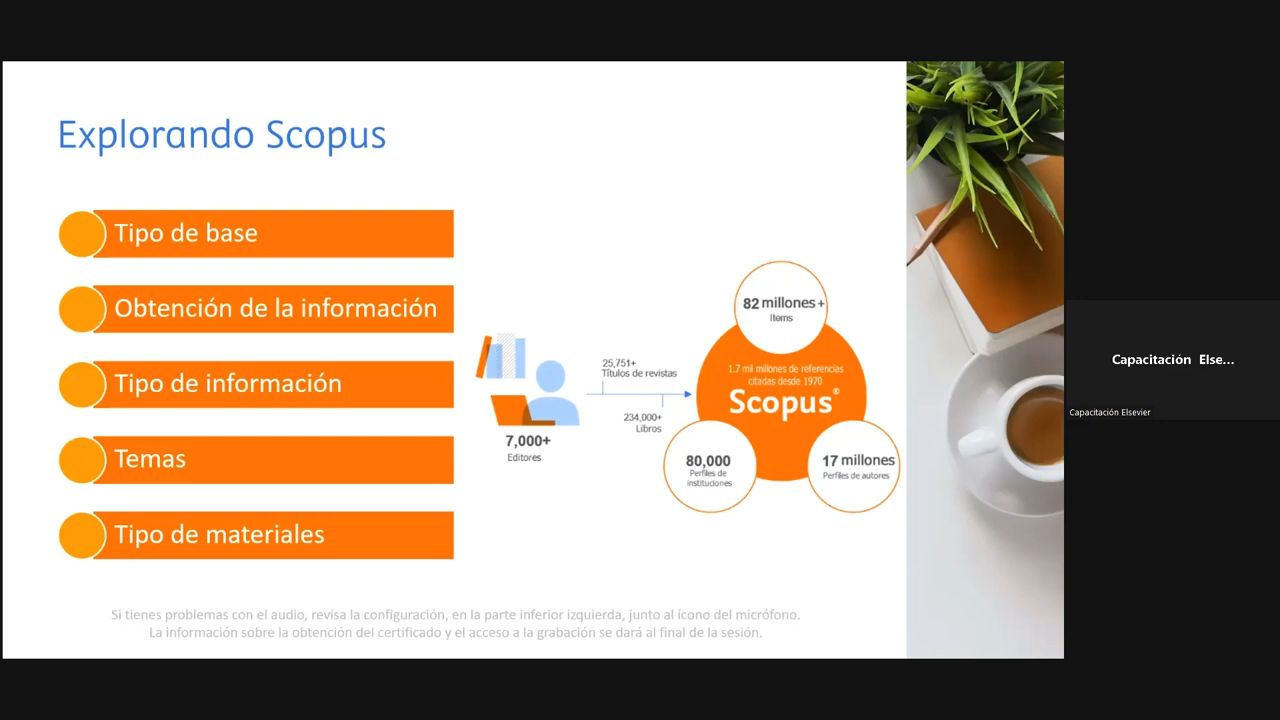 Explorando Scopus
Tipo de base
Obtención de la información
Tipo de información
Temas
Tipo de materiales
7,000+
Editores
25,751+
Títulos de revistas
234,000+
Libros
82 millones+
Items
1.7 mil millones de referencias
citadas desde 1970
Scopus®
80,000
Perfiles de
instituciones
17 millones
Perfiles de autores
Si tienes problemas con el audio, revisa la configuración, en la parte inferior izquierda, junto al ícono del micrófono.
La información sobre la obtención del certificado y el acceso a la grabación se dará al final de la sesión.
Capacitación Else...
Capacitación Elsevier